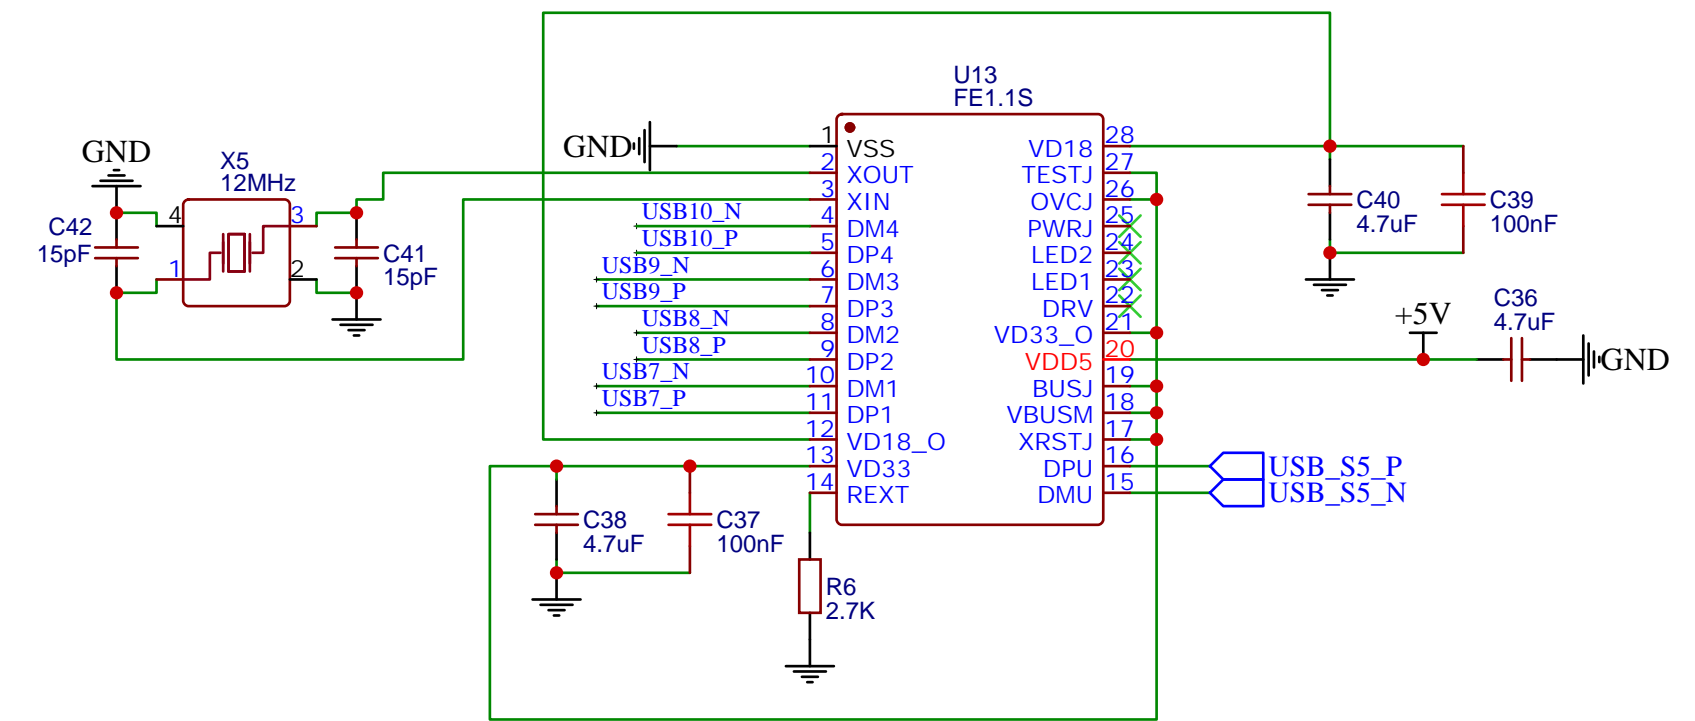 U13
FE1.1S
GND
1
VSS
2
XOUT
3
XIN
USB10_N
4
DM4
USB10_P
5
DP4
USB9_N
6
DM3
USB9_P
7
DP3
USB8_N
8
DM2
USB8_P
9
DP2
USB7_N
10
DM1
USB7_P
11
DP1
12
VD18_O
13
VD33
14
REXT
28
VD18
27
TESTJ
26
OVCJ
25
PWRJ
24
LED2
23
LED1
22
DRV
21
VD33_O
20
VDD5
19
BUSJ
18
VBUSM
17
XRSTJ
16
DPU
USB_S5_P
15
DMU
USB_S5_N
GND
X5
12MHz
4
3
1
2
C42
15pF
C41
15pF
C40
4.7uF
C39
100nF
+5V
C36
4.7uF
GND
C38
4.7uF
C37
100nF
R6
2.7K